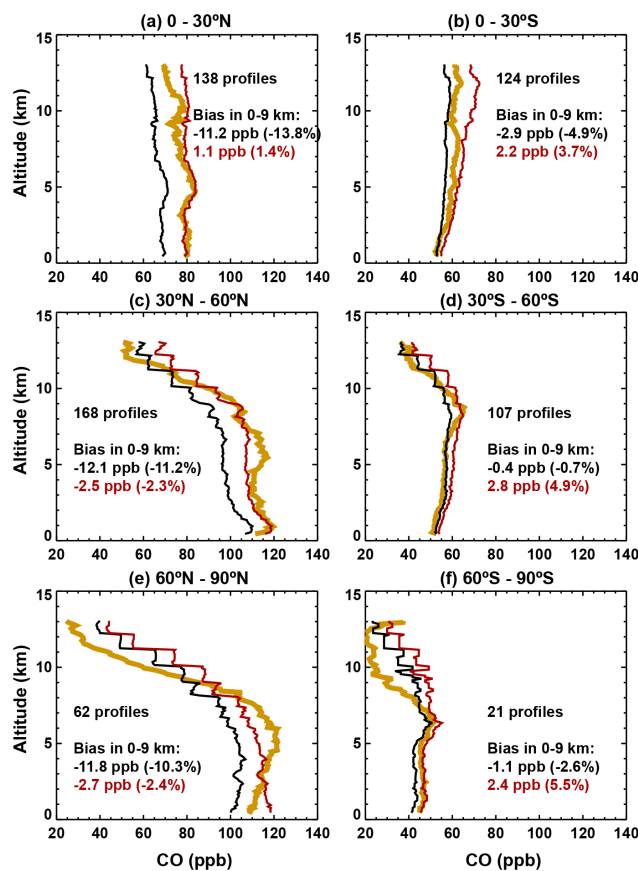 (a) 0 - 30ºN
(b) 0 - 30ºS
15
10
5
0
Altitude (km)
138 profiles
Bias in 0-9 km:
-11.2 ppb (-13.8%)
1.1 ppb (1.4%)
20 40 60 80 100 120 140
15
10
5
0
124 profiles
Bias in 0-9 km:
-2.9 ppb (-4.9%)
2.2 ppb (3.7%)
20 40 60 80 100 120 140
(c) 30ºN - 60ºN
(d) 30ºS - 60ºS
15
10
5
0
Altitude (km)
168 profiles
Bias in 0-9 km:
-12.1 ppb (-11.2%)
-2.5 ppb (-2.3%)
20 40 60 80 100 120 140
15
10
5
0
107 profiles
Bias in 0-9 km:
-0.4 ppb (-0.7%)
2.8 ppb (4.9%)
20 40 60 80 100 120 140
(e) 60ºN - 90ºN
(f) 60ºS - 90ºS
15
10
5
0
Altitude (km)
62 profiles
Bias in 0-9 km:
-11.8 ppb (-10.3%)
-2.7 ppb (-2.4%)
20 40 60 80 100 120 140
CO (ppb)
15
10
5
0
21 profiles
Bias in 0-9 km:
-1.1 ppb (-2.6%)
2.4 ppb (5.5%)
20 40 60 80 100 120 140
CO (ppb)